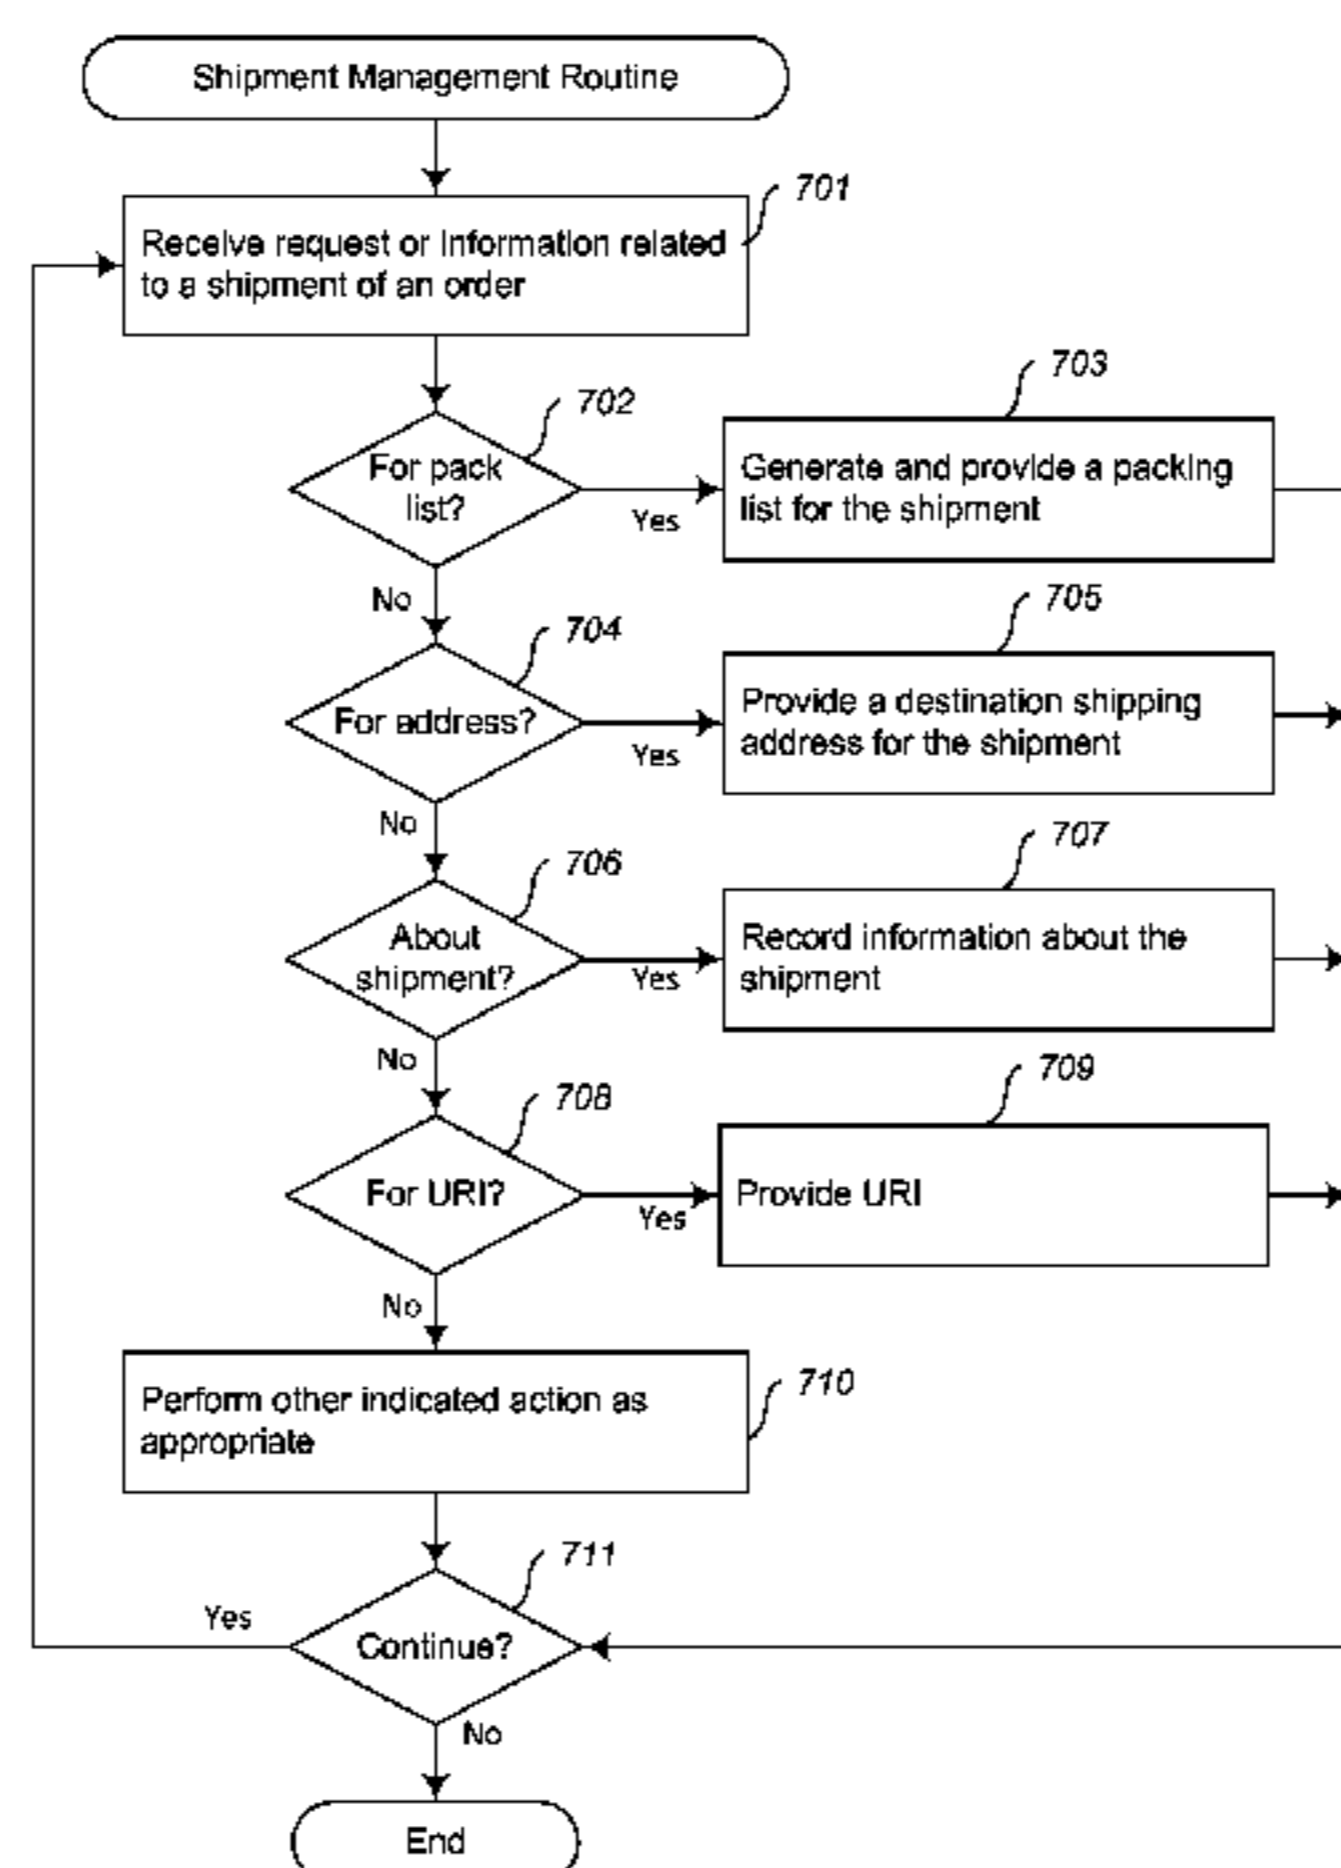 Shipment Management Routine
701
Receive request or information related
to a shipment of an order
703
702
For pack
list?
Yes
Generate and provide a packing
list for the shipment
No
705
704
For address?
Yes
Provide a destination shipping
address for the shipment
No
707
706
About
shipment?
Yes
Record information about the
shipment
No
709
708
For URI?
Yes
Provide URI
No
710
Perform other indicated action as
appropriate
711
Yes
Continue?
No
End